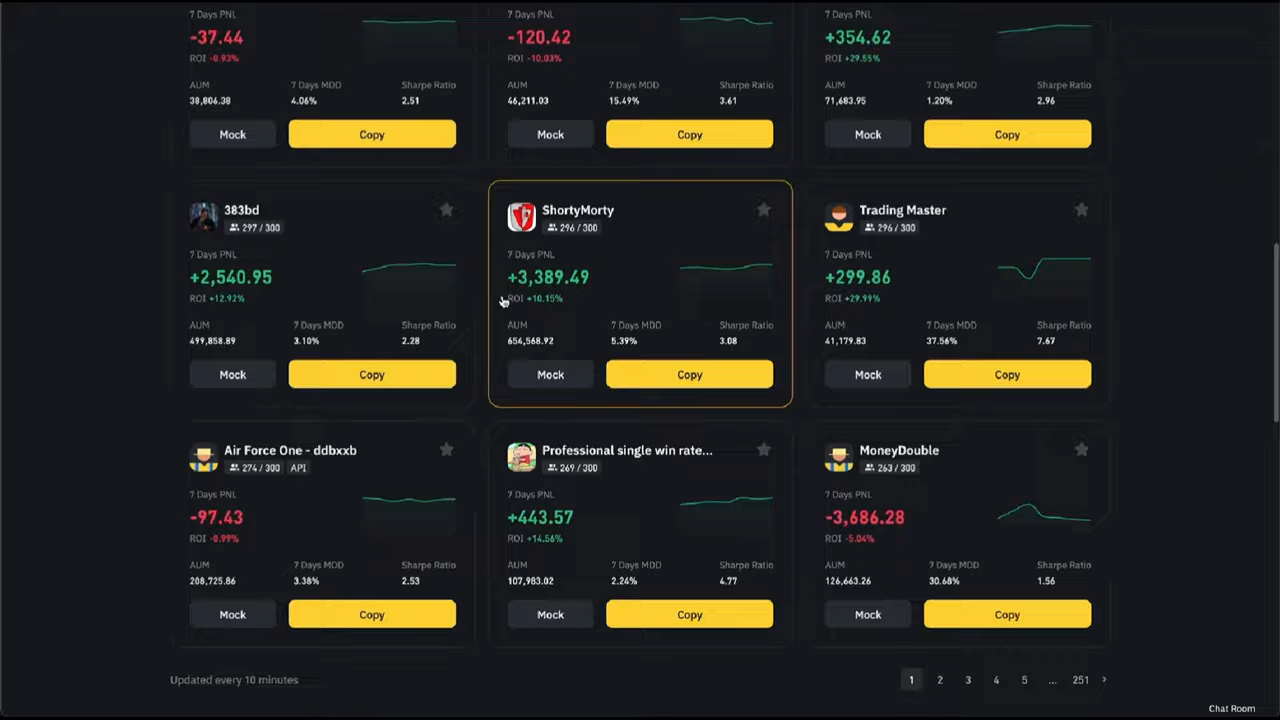 7 Days PNL
7 Days PNL
7 Days PNL
-37.44
-120.42
+354.62
ROI -0.93%
ROI -10.03%
ROI +29.55%
AUM
7 Days MDD
Sharpe Ratio
AUM
7 Days MDD
Sharpe Ratio
AUM
7 Days MDD
Sharpe Ratio
38,806.38
4.06%
2.51
46,211.03
15.49%
3.61
71,683.95
1.20%
2.96
Mock
Copy
Mock
Copy
Mock
Copy
383bd
297 / 300
7 Days PNL
+2,540.95
ROI +12.92%
AUM
7 Days MDD
Sharpe Ratio
499,858.89
3.10%
2.28
Mock
Copy
ShortyMorty
296 / 300
7 Days PNL
+3,389.49
ROI +10.15%
AUM
7 Days MDD
Sharpe Ratio
654,568.92
5.39%
3.08
Mock
Copy
Trading Master
296 / 300
7 Days PNL
+299.86
ROI +29.99%
AUM
7 Days MDD
Sharpe Ratio
41,179.83
37.56%
7.67
Mock
Copy
Air Force One - ddbxxb
274 / 300 API
7 Days PNL
-97.43
ROI -0.99%
AUM
7 Days MDD
Sharpe Ratio
208,725.86
3.38%
2.53
Mock
Copy
Professional single win rate...
269 / 300
7 Days PNL
+443.57
ROI +14.56%
AUM
7 Days MDD
Sharpe Ratio
107,983.02
2.24%
4.77
Mock
Copy
MoneyDouble
263 / 300
7 Days PNL
-3,686.28
ROI -5.04%
AUM
7 Days MDD
Sharpe Ratio
126,663.26
30.68%
1.56
Mock
Copy
Updated every 10 minutes
1 2 3 4 5 ... 251 >
Chat Room